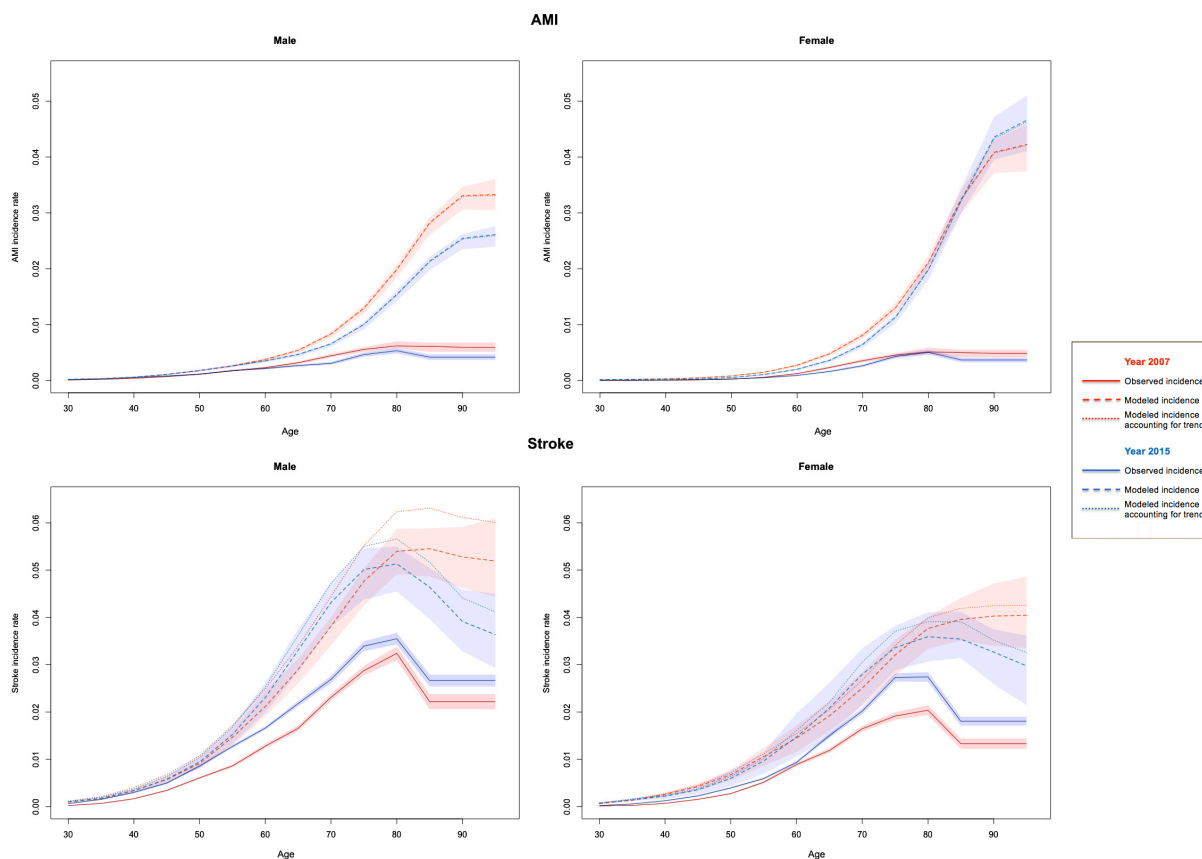 AMI
Male
Female
AMI incidence rate
0.00 0.01 0.02 0.03 0.04 0.05
30 40 50 60 70 80 90
Age
AMI incidence rate
0.00 0.01 0.02 0.03 0.04 0.05
30 40 50 60 70 80 90
Age
Stroke
Male
Female
Stroke incidence rate
0.00 0.01 0.02 0.03 0.04 0.05 0.06
30 40 50 60 70 80 90
Age
Stroke incidence rate
0.00 0.01 0.02 0.03 0.04 0.05 0.06
30 40 50 60 70 80 90
Age
Year 2007
Observed incidence
Modeled incidence
Modeled incidence
accounting for trend
Year 2015
Observed incidence
Modeled incidence
Modeled incidence
accounting for trend